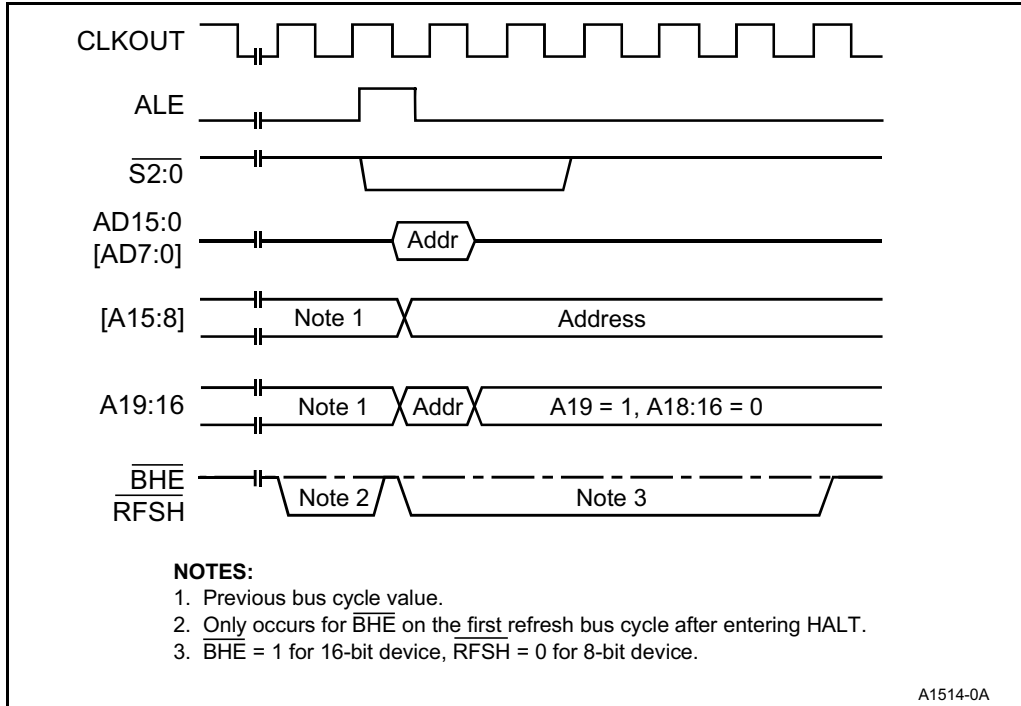 CLKOUT
ALE
S2:0
AD15:0
[AD7:0]
Addr
[A15:8] Note 1 Address
A19:16 Note 1 Addr A19 = 1, A18:16 = 0
BHE
RFSH
Note 2 Note 3
NOTES:
1. Previous bus cycle value.
2. Only occurs for BHE on the first refresh bus cycle after entering HALT.
3. BHE = 1 for 16-bit device, RFSH = 0 for 8-bit device.
A1514-0A